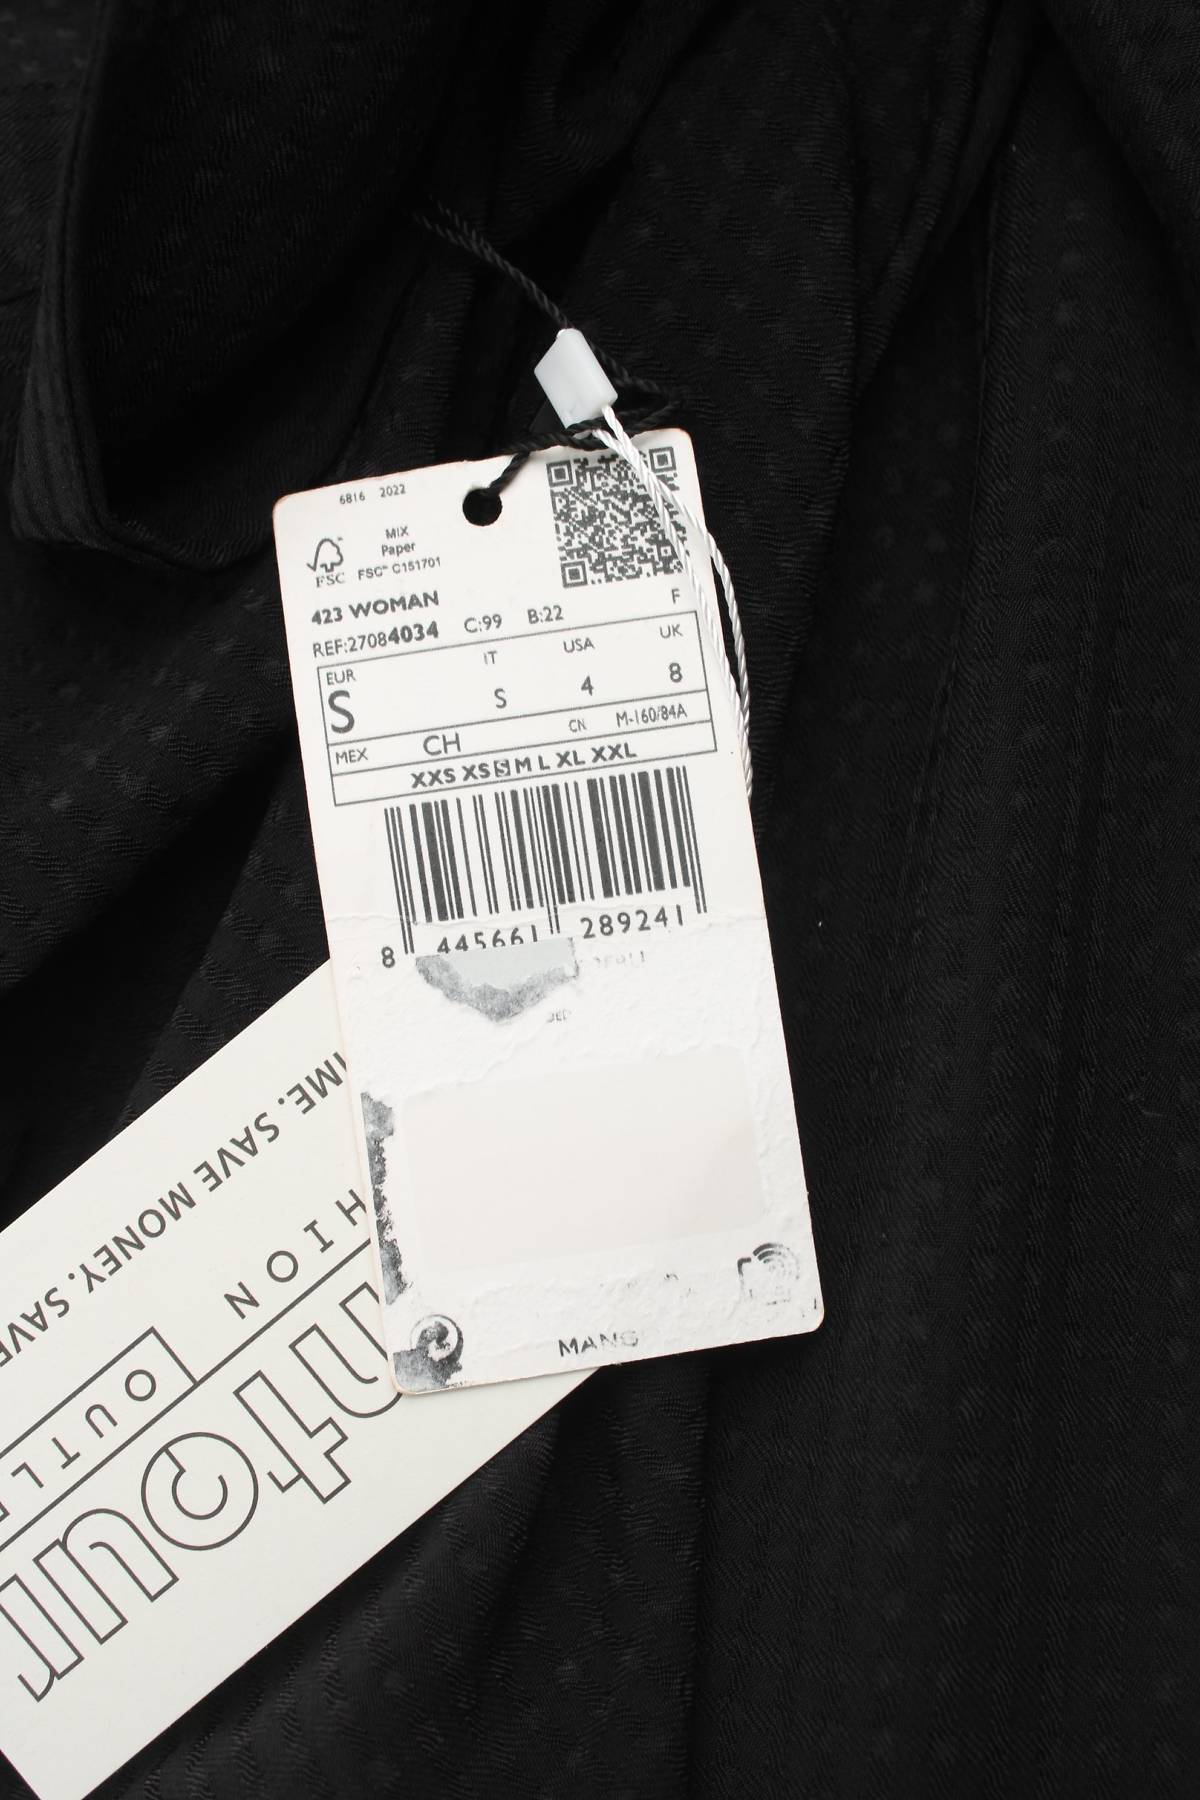 6816 2022
MIX
Paper
FSC™ C151701
FSC
423 WOMAN
F
REF:27084034 C:99 B:22
EUR IT USA UK
S S 4 8
MEX CH CN M-160/84A
XXS XS S M L XL XXL
8 445661 289241
MANG
SAVE MONEY. SAVE
HION
OUTL
ntour